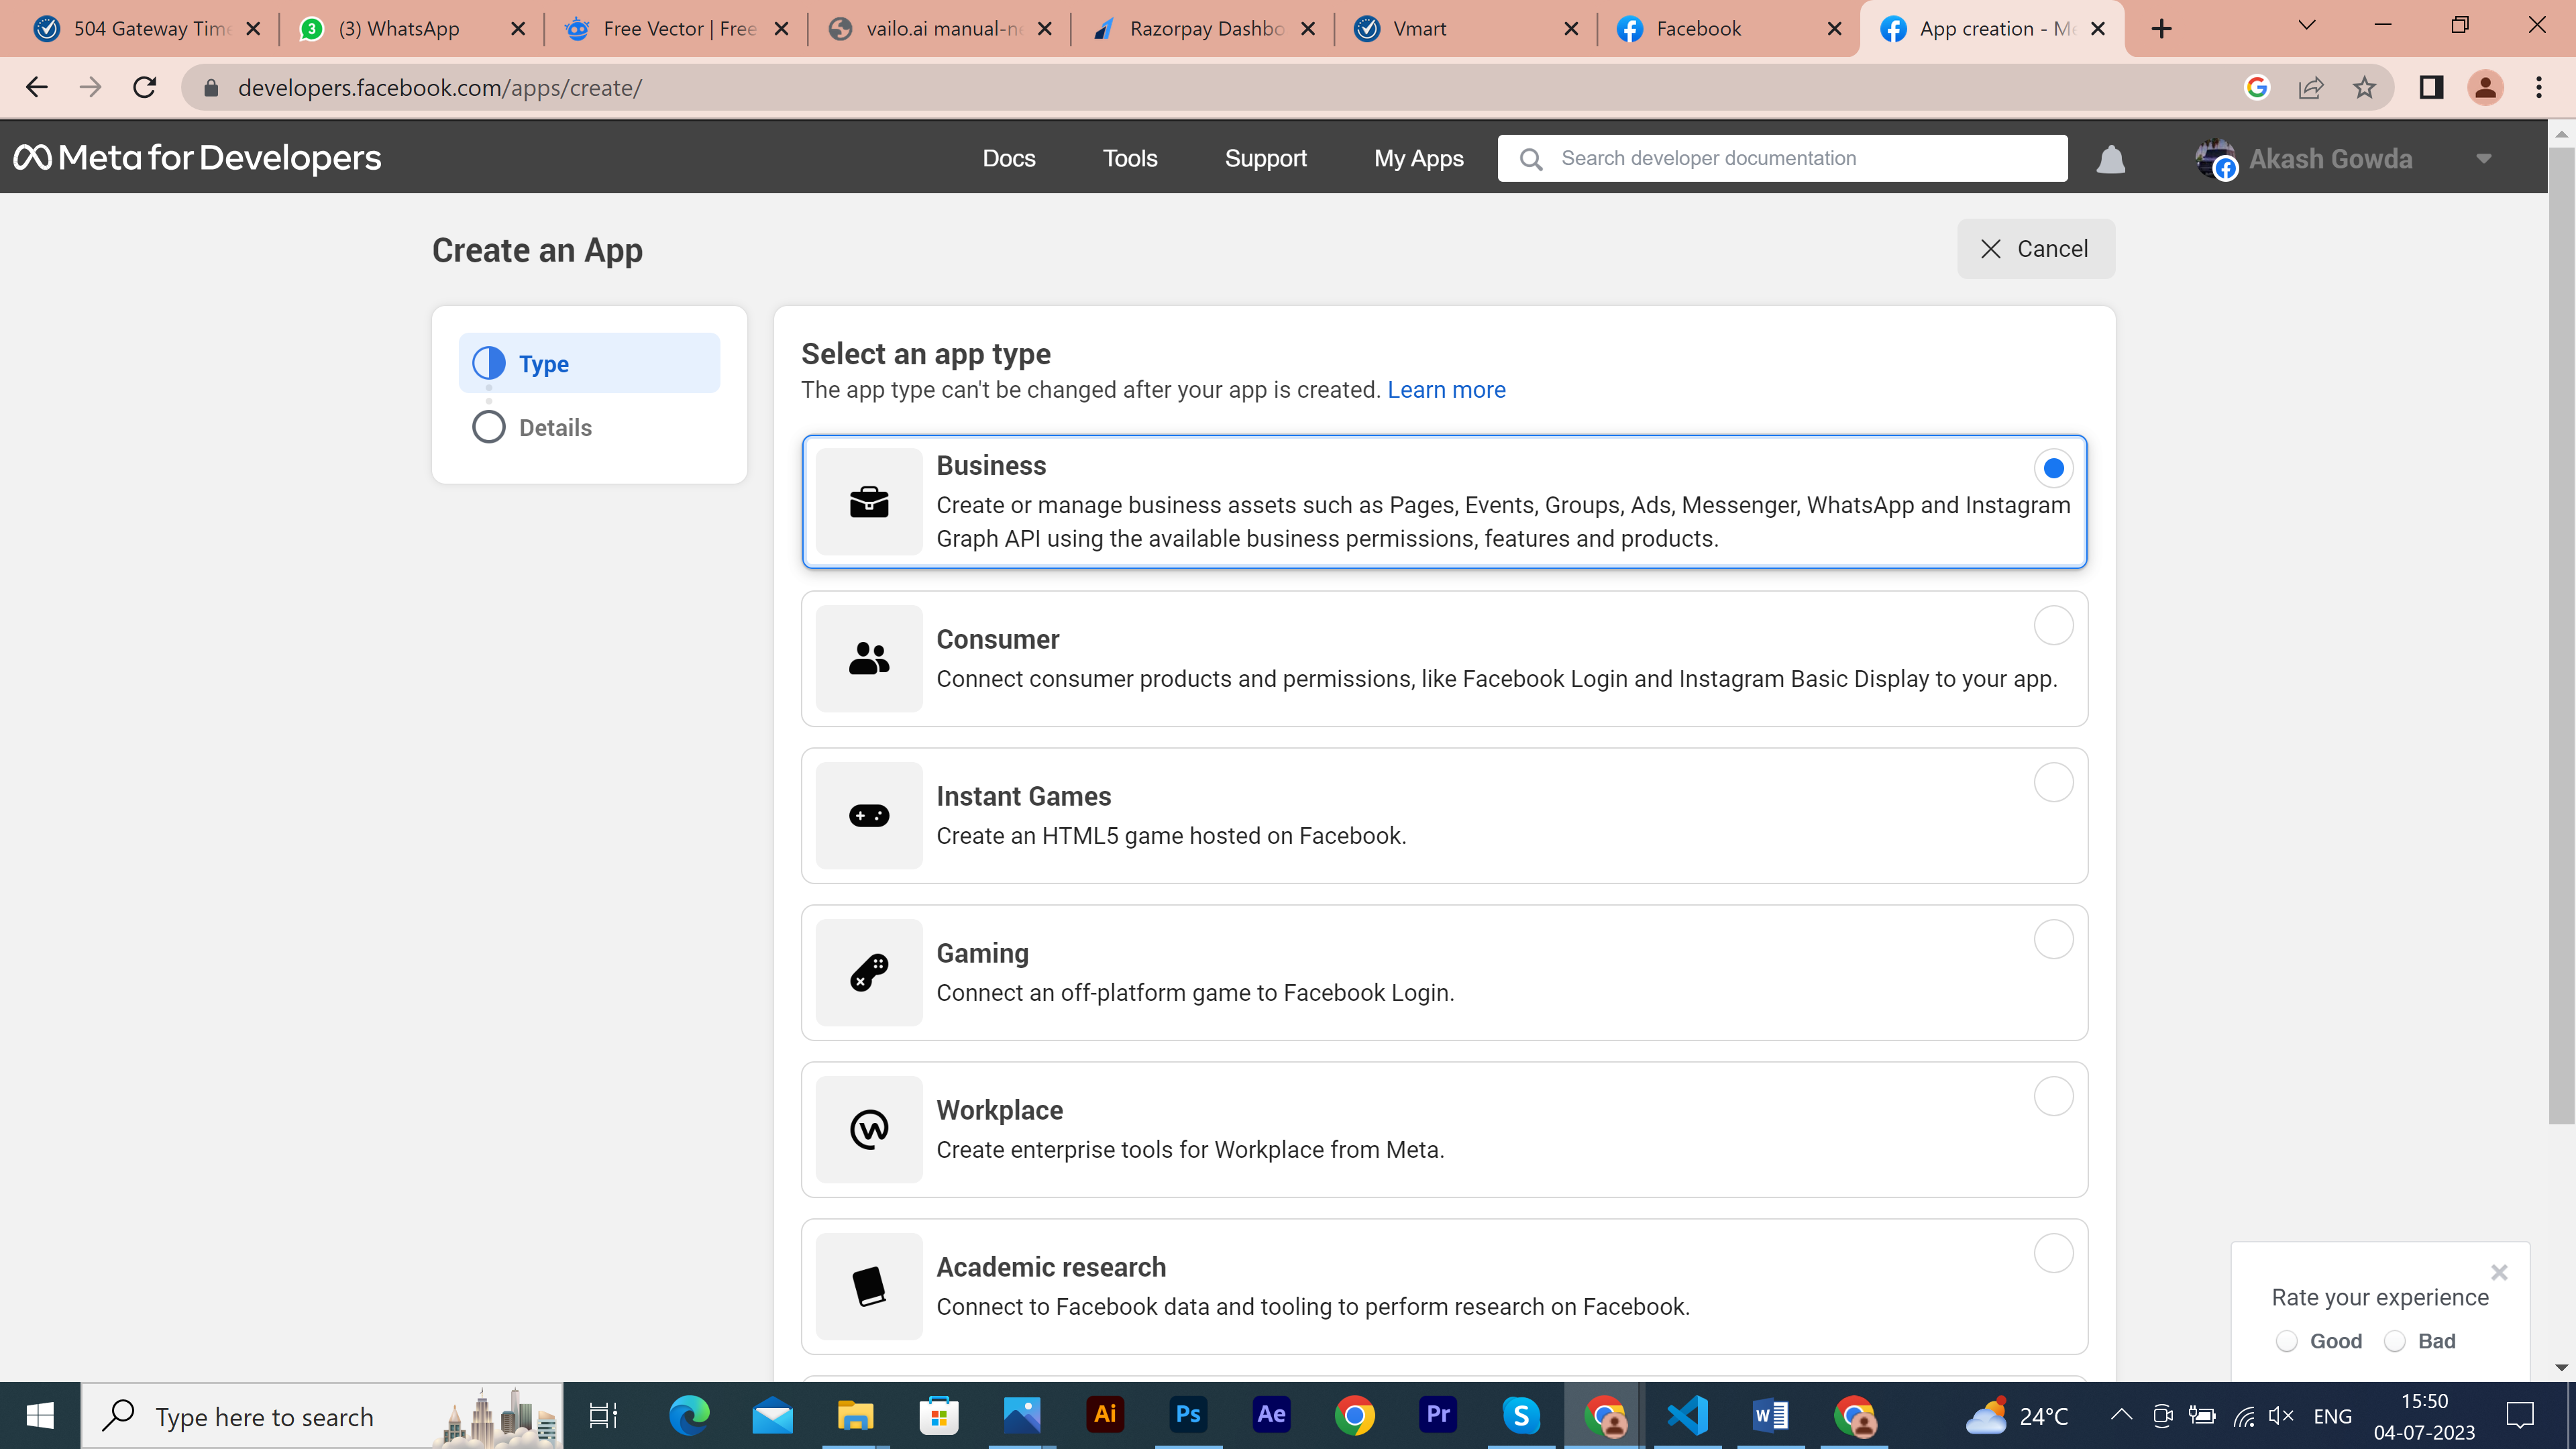 504 Gateway Time
(3) WhatsApp
Free Vector | Free
vailo.ai manual-ne
Razorpay Dashbo
Vmart
Facebook
App creation - Me
developers.facebook.com/apps/create/
Meta for Developers
Docs
Tools
Support
My Apps
Search developer documentation
Akash Gowda
Create an App
Cancel
Type
Details
Select an app type
The app type can't be changed after your app is created. Learn more
Business
Create or manage business assets such as Pages, Events, Groups, Ads, Messenger, WhatsApp and Instagram
Graph API using the available business permissions, features and products.
Consumer
Connect consumer products and permissions, like Facebook Login and Instagram Basic Display to your app.
Instant Games
Create an HTML5 game hosted on Facebook.
Gaming
Connect an off-platform game to Facebook Login.
Workplace
Create enterprise tools for Workplace from Meta.
Academic research
Connect to Facebook data and tooling to perform research on Facebook.
Rate your experience
Good
Bad
Type here to search
Ai
Ps
Ae
Pr
24°C
ENG
15:50
04-07-2023